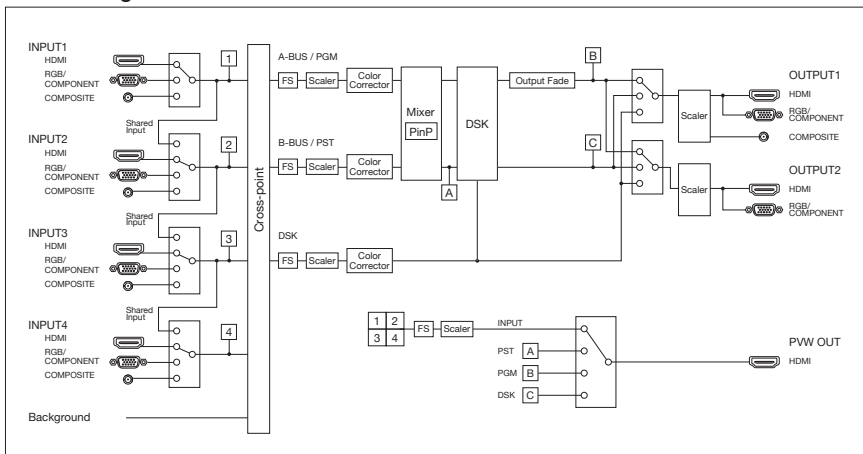 INPUT1
HDMI
RGB/
COMPONENT
COMPOSITE
1
Shared
Input
INPUT2
HDMI
RGB/
COMPONENT
COMPOSITE
2
Shared
Input
INPUT3
HDMI
RGB/
COMPONENT
COMPOSITE
3
Shared
Input
INPUT4
HDMI
RGB/
COMPONENT
COMPOSITE
4
Background
Cross-point
A-BUS / PGM
FS
Scaler
Color
Corrector
B-BUS / PST
FS
Scaler
Color
Corrector
DSK
FS
Scaler
Color
Corrector
Mixer
PinP
A
DSK
Output Fade
B
C
Scaler
OUTPUT1
HDMI
RGB/
COMPONENT
COMPOSITE
Scaler
OUTPUT2
HDMI
RGB/
COMPONENT
1 2
3 4
FS
Scaler
INPUT
PST A
PGM B
DSK C
PVW OUT
HDMI